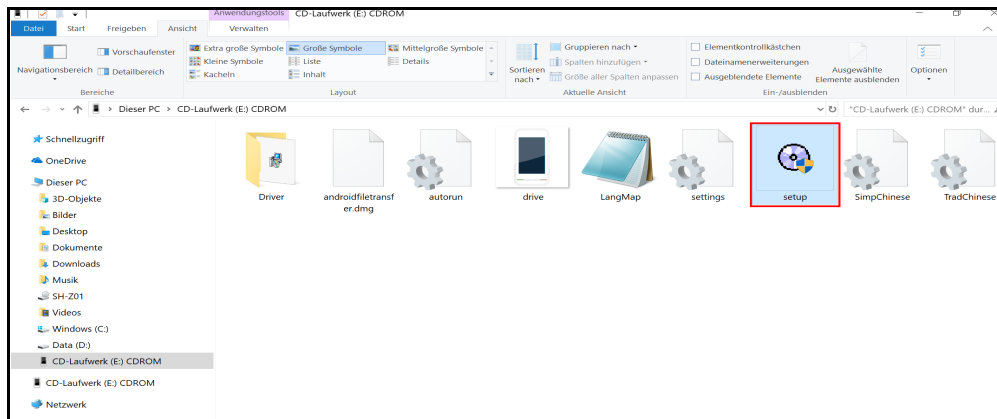 Anwendungstools CD-Laufwerk (E:) CDROM
Datei Start Freigeben Ansicht Verwalten
Navigationsbereich
Vorschaufenster
Detailbereich
Bereiche
Extra große Symbole Große Symbole Mittelgroße Symbole
Kleine Symbole Liste Details
Kacheln Inhalt
Layout
Sortieren
nach
Gruppieren nach
Spalten hinzufügen
Größe aller Spalten anpassen
Aktuelle Ansicht
Elementkontrollkästchen
Dateinamenerweiterungen
Ausgeblendete Elemente
Ausgewählte
Elemente ausblenden
Ein-/ausblenden
Optionen
Dieser PC > CD-Laufwerk (E:) CDROM
"CD-Laufwerk (E:) CDROM" dur...
Schnellzugriff
OneDrive
Dieser PC
3D-Objekte
Bilder
Desktop
Dokumente
Downloads
Musik
SH-Z01
Videos
Windows (C:)
Data (D:)
CD-Laufwerk (E:) CDROM
CD-Laufwerk (E:) CDROM
Netzwerk
Driver
androidfiletransf
er.dmg
autorun
drive
LangMap
settings
setup
SimpChinese
TradChinese